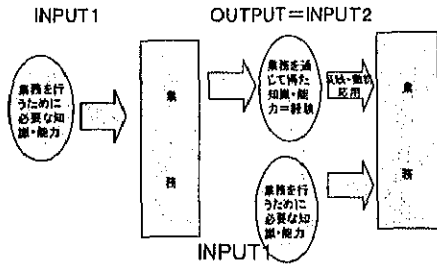 INPUT1
OUTPUT=INPUT2
業務を行
うために
必要な知
識・能力
業
務
業務を通
じて得た
知識・能
力=経験
応用
業
務
業務を行
うために
必要な知
識・能力
INPUT1